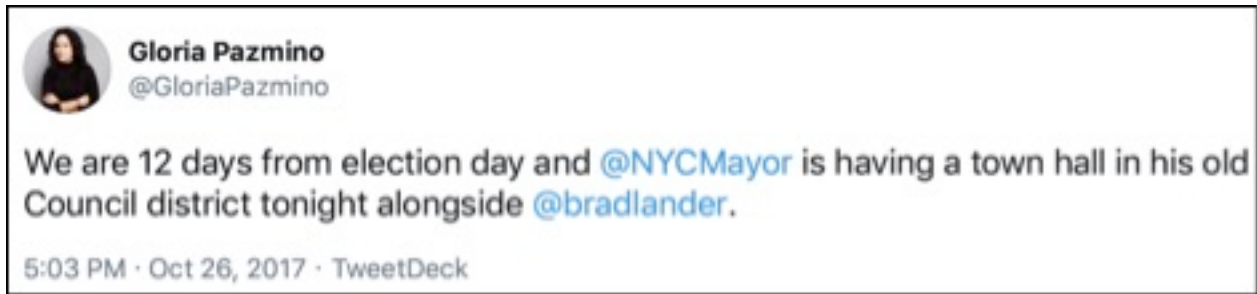 Gloria Pazmino
@GloriaPazmino
We are 12 days from election day and @NYCMayor is having a town hall in his old
Council district tonight alongside @bradlander.
5:03 PM · Oct 26, 2017 · TweetDeck